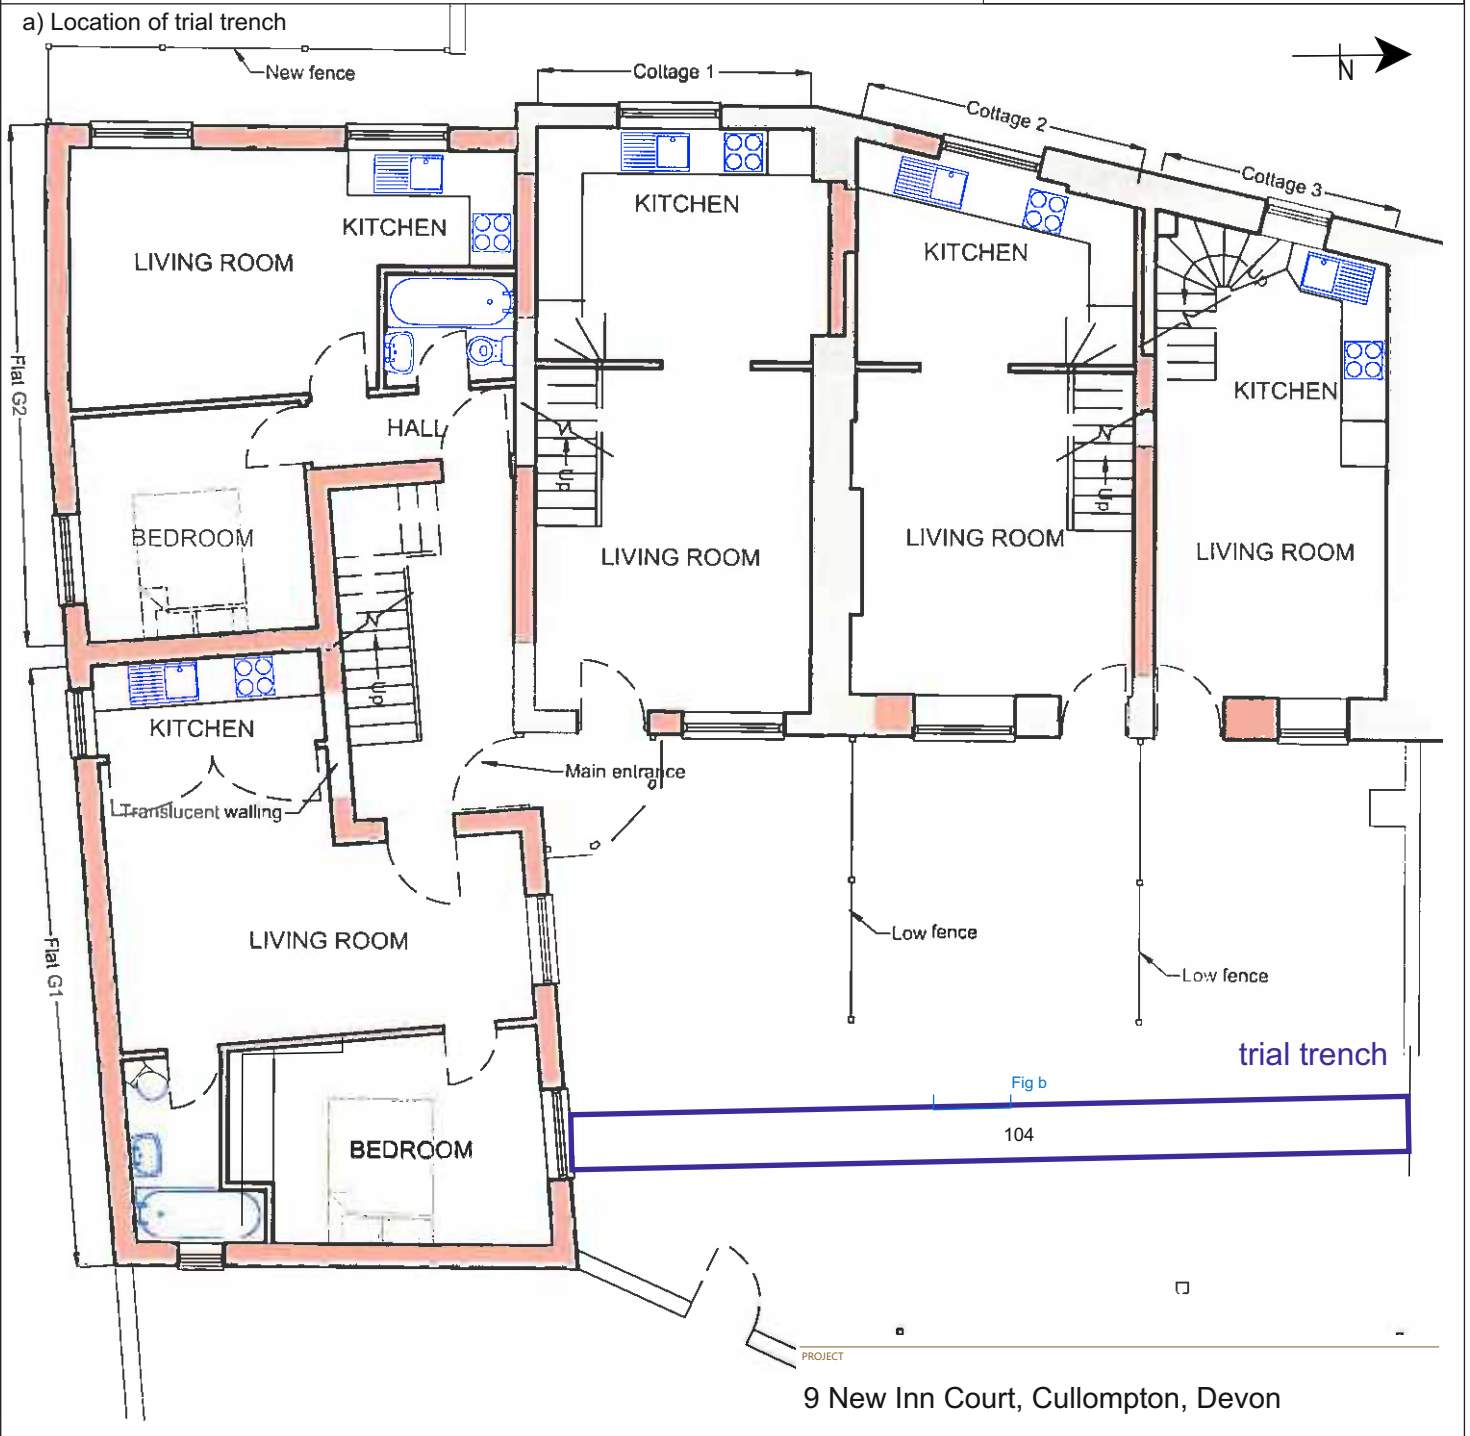 a) Location of trial trench
New fence
Cottage 1
N
Cottage 2
Cottage 3
KITCHEN
KITCHEN
KITCHEN
LIVING ROOM
UP
Flat G2
KITCHEN
HALL
UP
UP
BEDROOM
LIVING ROOM
LIVING ROOM
LIVING ROOM
UP
KITCHEN
Main entrance
Translucent walling
LIVING ROOM
Low fence
Flat G1
Low fence
trial trench
Fig b
104
BEDROOM
PROJECT
9 New Inn Court, Cullompton, Devon